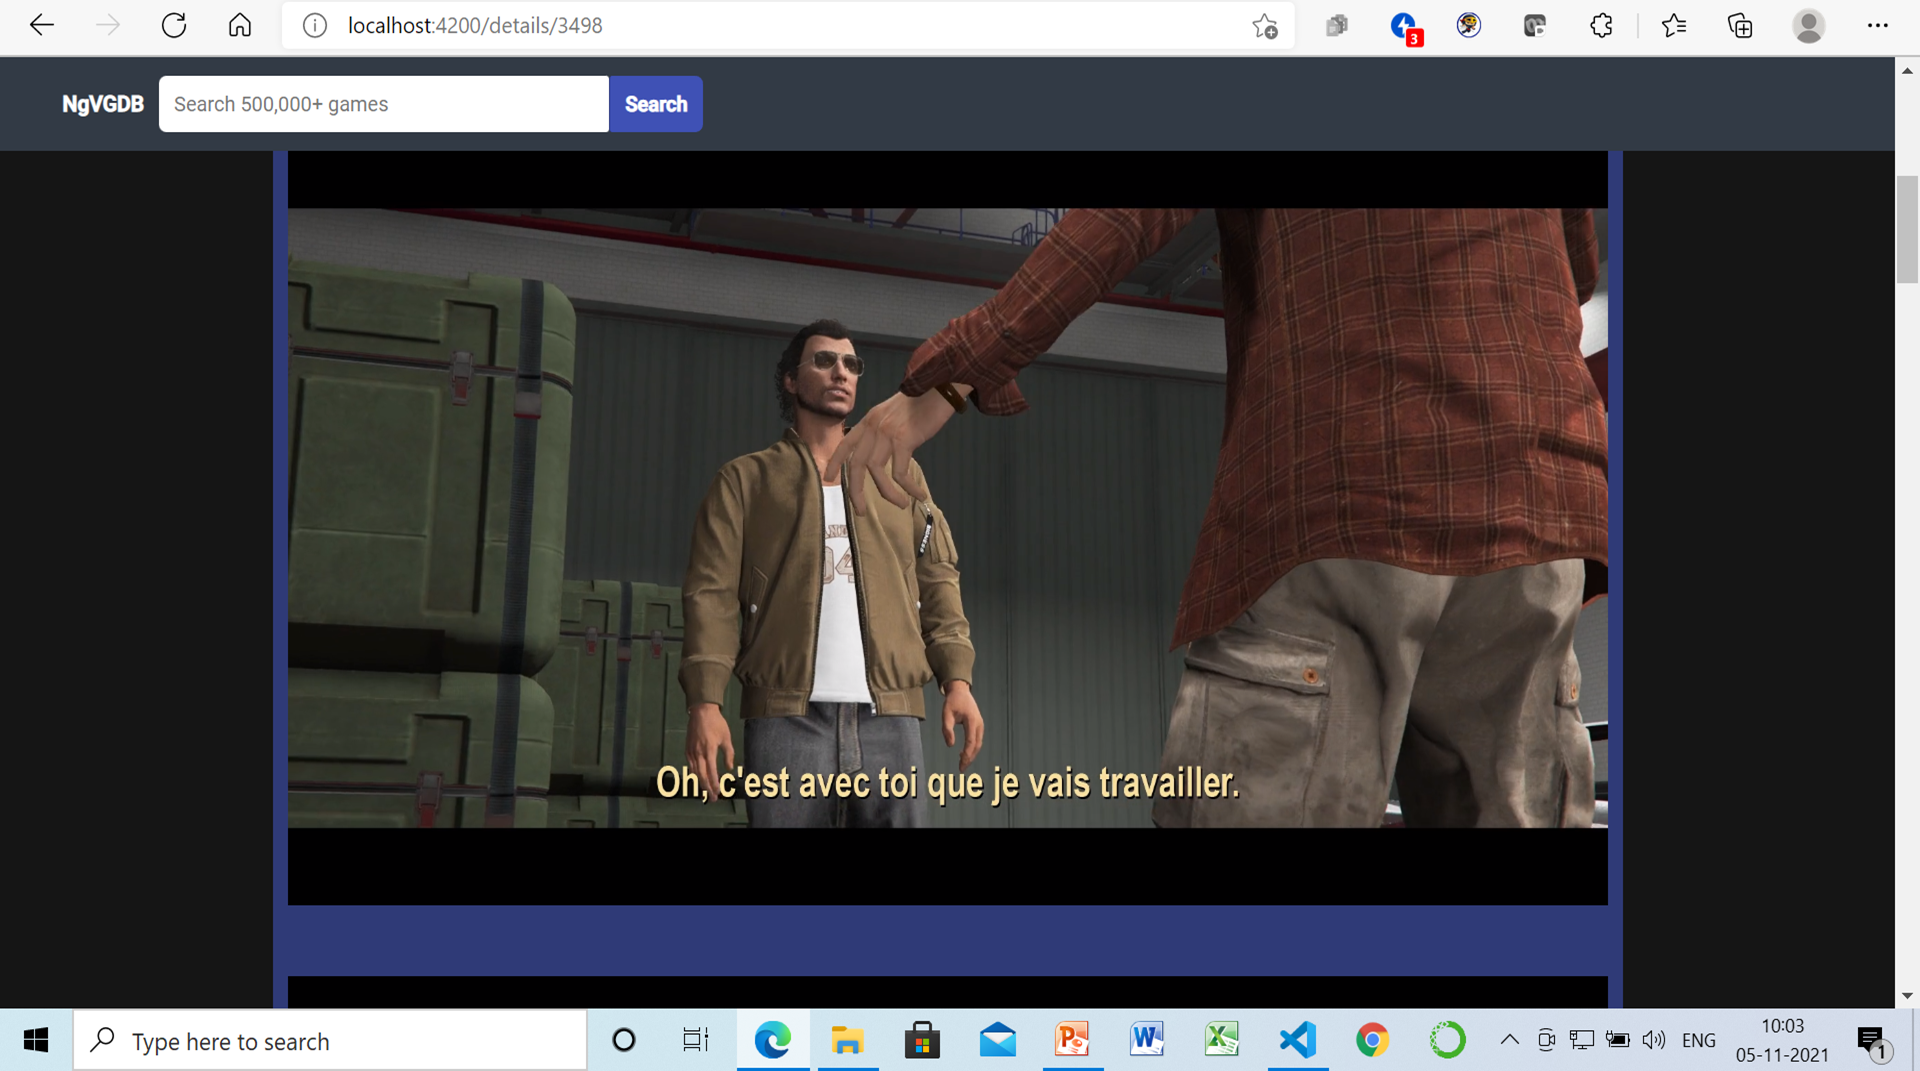 localhost:4200/details/3498
3
NgVGDB
Search 500,000+ games
Search
04
Oh, c'est avec toi que je vais travailler.
Type here to search
ENG
10:03
05-11-2021
1